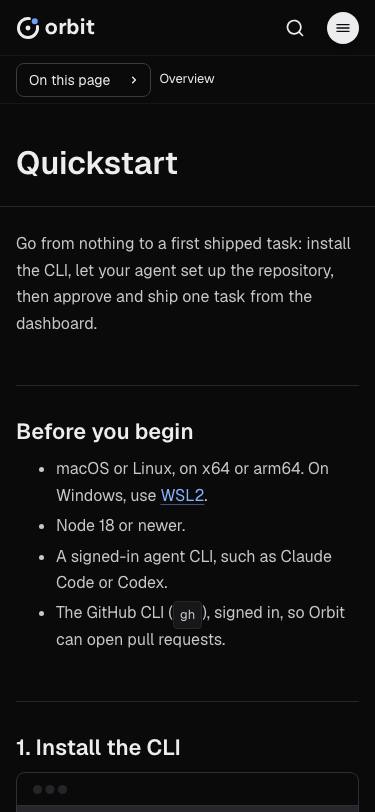 orbit
On this page
Overview
Quickstart
Go from nothing to a first shipped task: install
the CLI, let your agent set up the repository,
then approve and ship one task from the
dashboard.
Before you begin
macOS or Linux, on x64 or arm64. On
Windows, use WSL2.
Node 18 or newer.
A signed-in agent CLI, such as Claude
Code or Codex.
The GitHub CLI (gh), signed in, so Orbit
can open pull requests.
1. Install the CLI